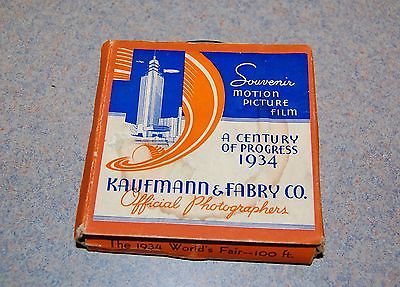 Souvenir
MOTION
PICTURE
FILM
A CENTURY
OF PROGRESS
1934
KAUFMANN & FABRY CO.
Official Photographers
The 1934 World's Fair--100 ft.